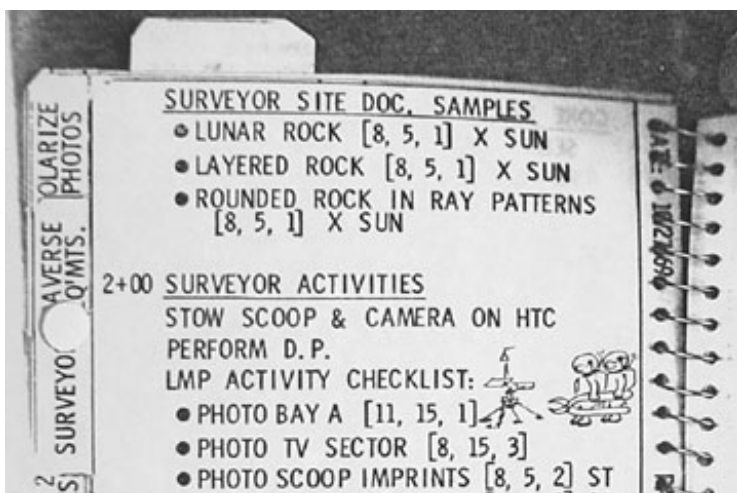 SURVEYOR SITE DOC. SAMPLES
• LUNAR ROCK [8, 5, 1] X SUN
• LAYERED ROCK [8, 5, 1] X SUN
• ROUNDED ROCK IN RAY PATTERNS
[8, 5, 1] X SUN
2+00 SURVEYOR ACTIVITIES
STOW SCOOP & CAMERA ON HTC
PERFORM D.P.
LMP ACTIVITY CHECKLIST:
• PHOTO BAY A [11, 15, 1]
• PHOTO TV SECTOR [8, 15, 3]
• PHOTO SCOOP IMPRINTS [8, 5, 2] ST
OLARIZE
PHOTOS
AVERSE
Q'MTS.
SURVEYO
2
S)